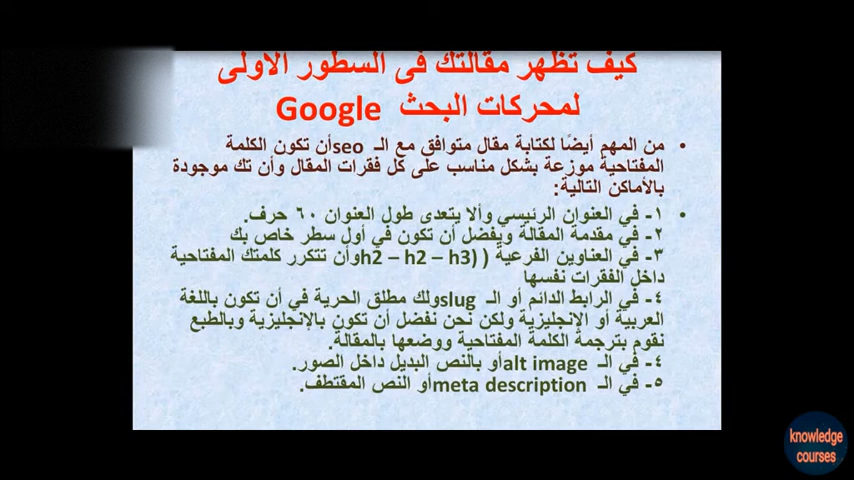 كيف تظهر مقالتك فى السطور الاولى
لمحركات البحث Google
• من المهم أيضًا لكتابة مقال متوافق مع الـ seoأن تكون الكلمة
المفتاحية موزعة بشكل مناسب على كل فقرات المقال وأن تك موجودة
بالأماكن التالية:
• ١- في العنوان الرئيسي وألا يتعدى طول العنوان ٦٠ حرف.
٢- في مقدمة المقالة ويفضل أن تكون في أول سطر خاص بك
٣- في العناوين الفرعية ( (h2 – h2 – h3وأن تتكرر كلمتك المفتاحية
داخل الفقرات نفسها
٤- في الرابط الدائم أو الـ slugولك مطلق الحرية في أن تكون باللغة
العربية أو الإنجليزية ولكن نحن نفضل أن تكون بالإنجليزية وبالطبع
نقوم بترجمة الكلمة المفتاحية ووضعها بالمقالة.
٤- في الـ alt imageأو بالنص البديل داخل الصور.
٥- في الـ meta descriptionأو النص المقتطف.
knowledge
courses